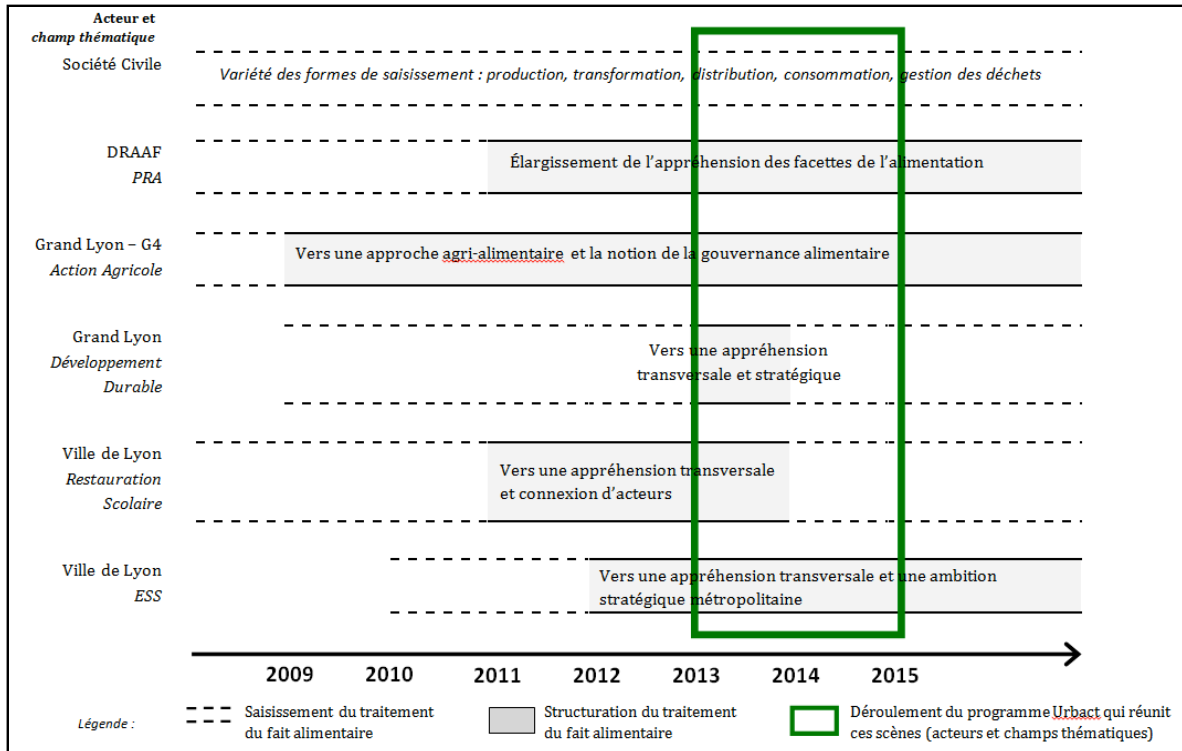 Acteur et
champ thématique
Société Civile
Variété des formes de saisissement : production, transformation, distribution, consommation, gestion des déchets
DRAAF
PRA
Élargissement de l’appréhension des facettes de l’alimentation
Grand Lyon – G4
Action Agricole
Vers une approche agri-alimentaire et la notion de la gouvernance alimentaire
Grand Lyon
Développement
Durable
Vers une appréhension
transversale et stratégique
Ville de Lyon
Restauration
Scolaire
Vers une appréhension transversale
et connexion d’acteurs
Ville de Lyon
ESS
Vers une appréhension transversale et une ambition
stratégique métropolitaine
2009 2010 2011 2012 2013 2014 2015
Légende :
Saisissement du traitement
du fait alimentaire
Structuration du traitement
du fait alimentaire
Déroulement du programme Urbact qui réunit
ces scènes (acteurs et champs thématiques)